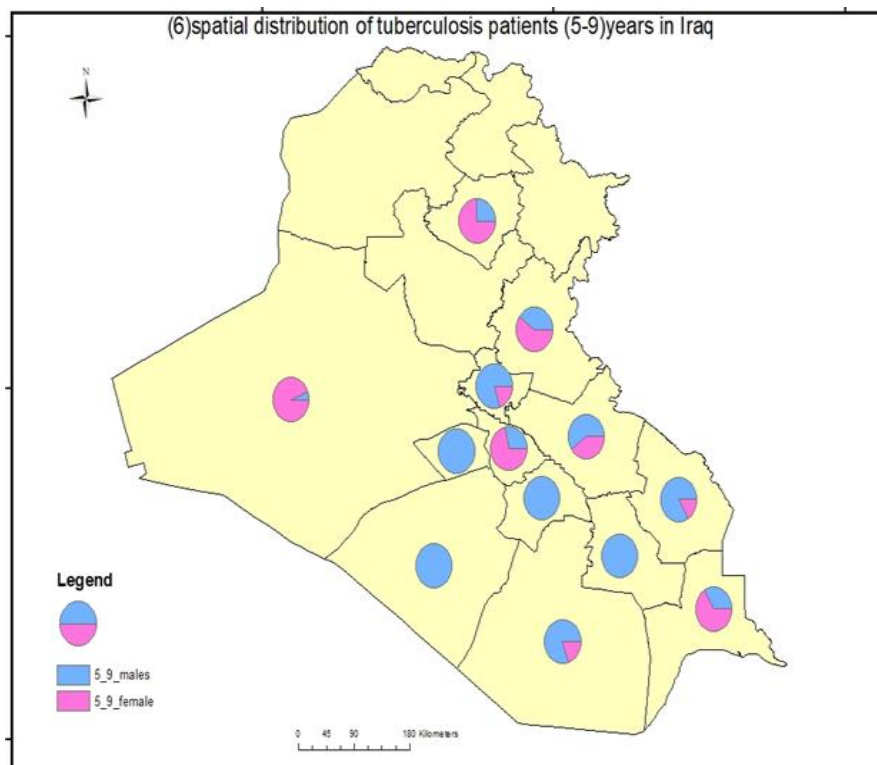 (6)spatial distribution of tuberculosis patients (5-9)years in Iraq
N
Legend
5_9_males
5_9_female
0 45 90 180 Kilometers